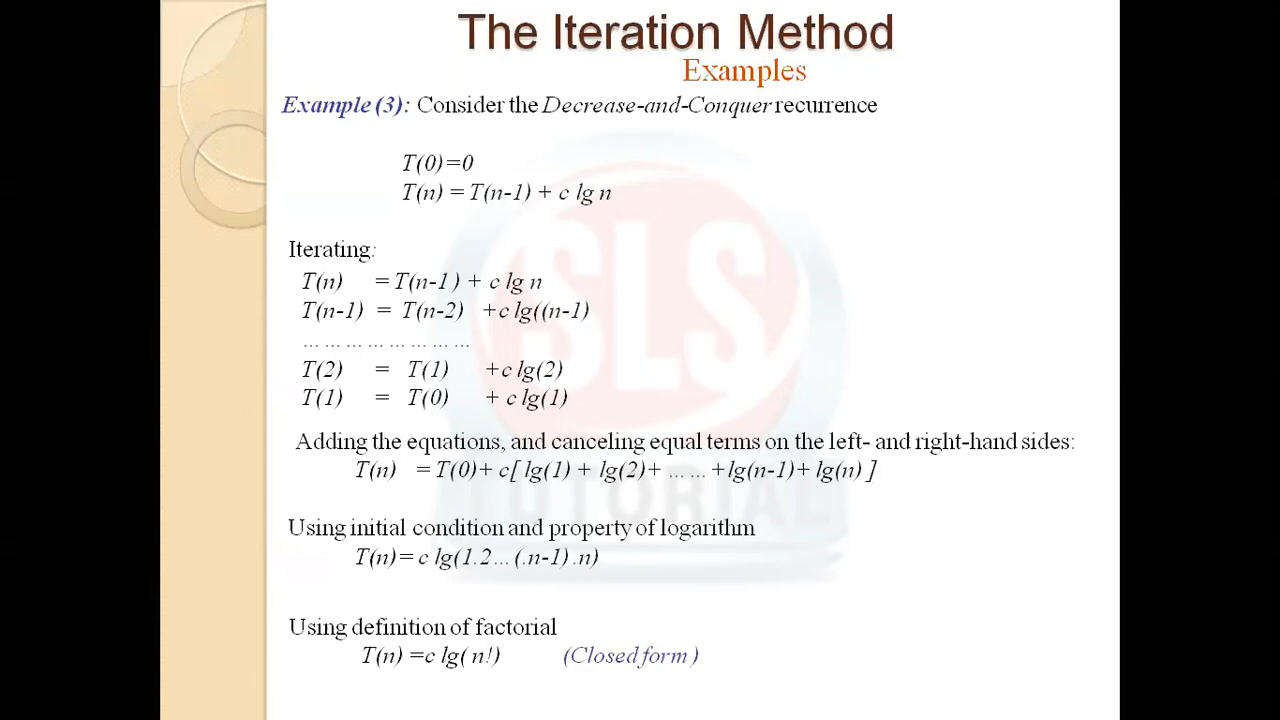 The Iteration Method
Examples
Example (3): Consider the Decrease-and-Conquer recurrence
T(0)=0
T(n) = T(n-1) + c lg n
Iterating:
T(n) = T(n-1 ) + c lg n
T(n-1) = T(n-2) +c lg((n-1)
... ... ... ... ... ... ... ...
T(2) = T(1) +c lg(2)
T(1) = T(0) + c lg(1)
Adding the equations, and canceling equal terms on the left- and right-hand sides:
T(n) = T(0)+ c[ lg(1) + lg(2)+ ... ... +lg(n-1)+ lg(n) ]
Using initial condition and property of logarithm
T(n)= c lg(1.2... (.n-1) .n)
Using definition of factorial
T(n) =c lg( n!) (Closed form )
SLS
TUTORIAL